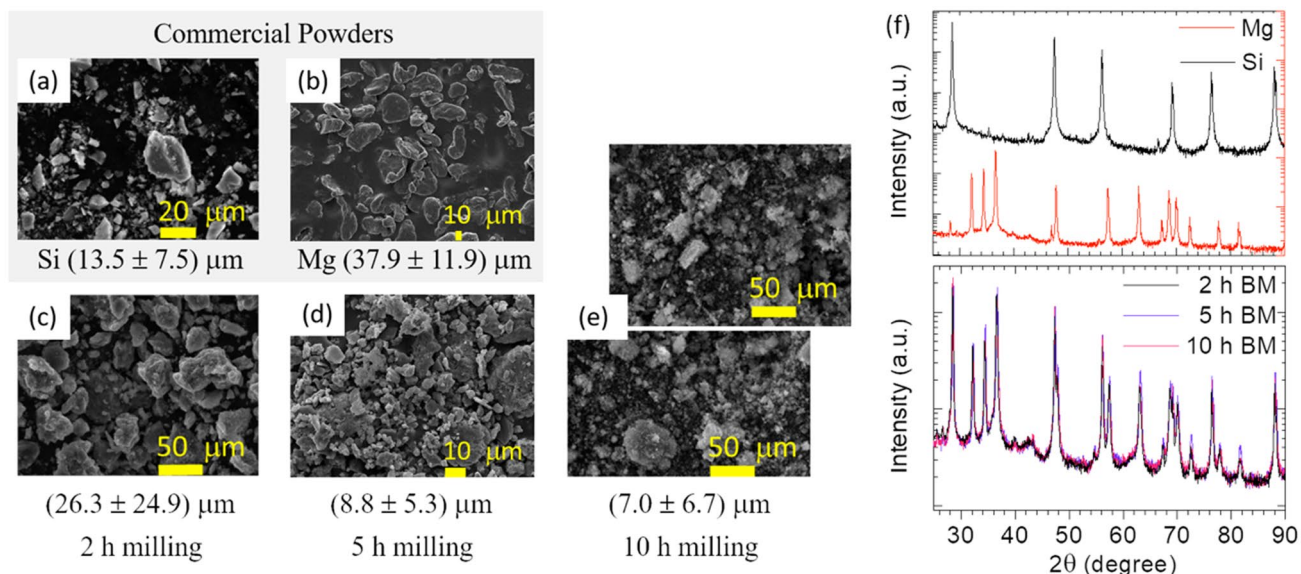 Commercial Powders
(a)
20 μm
Si (13.5 ± 7.5) μm
(b)
10 μm
Mg (37.9 ± 11.9) μm
(c)
50 μm
(26.3 ± 24.9) μm
2 h milling
(d)
10 μm
(8.8 ± 5.3) μm
5 h milling
50 μm
(e)
50 μm
(7.0 ± 6.7) μm
10 h milling
(f)
Mg
Si
Intensity (a.u.)
2 h BM
5 h BM
10 h BM
Intensity (a.u.)
30 40 50 60 70 80 90
2θ (degree)